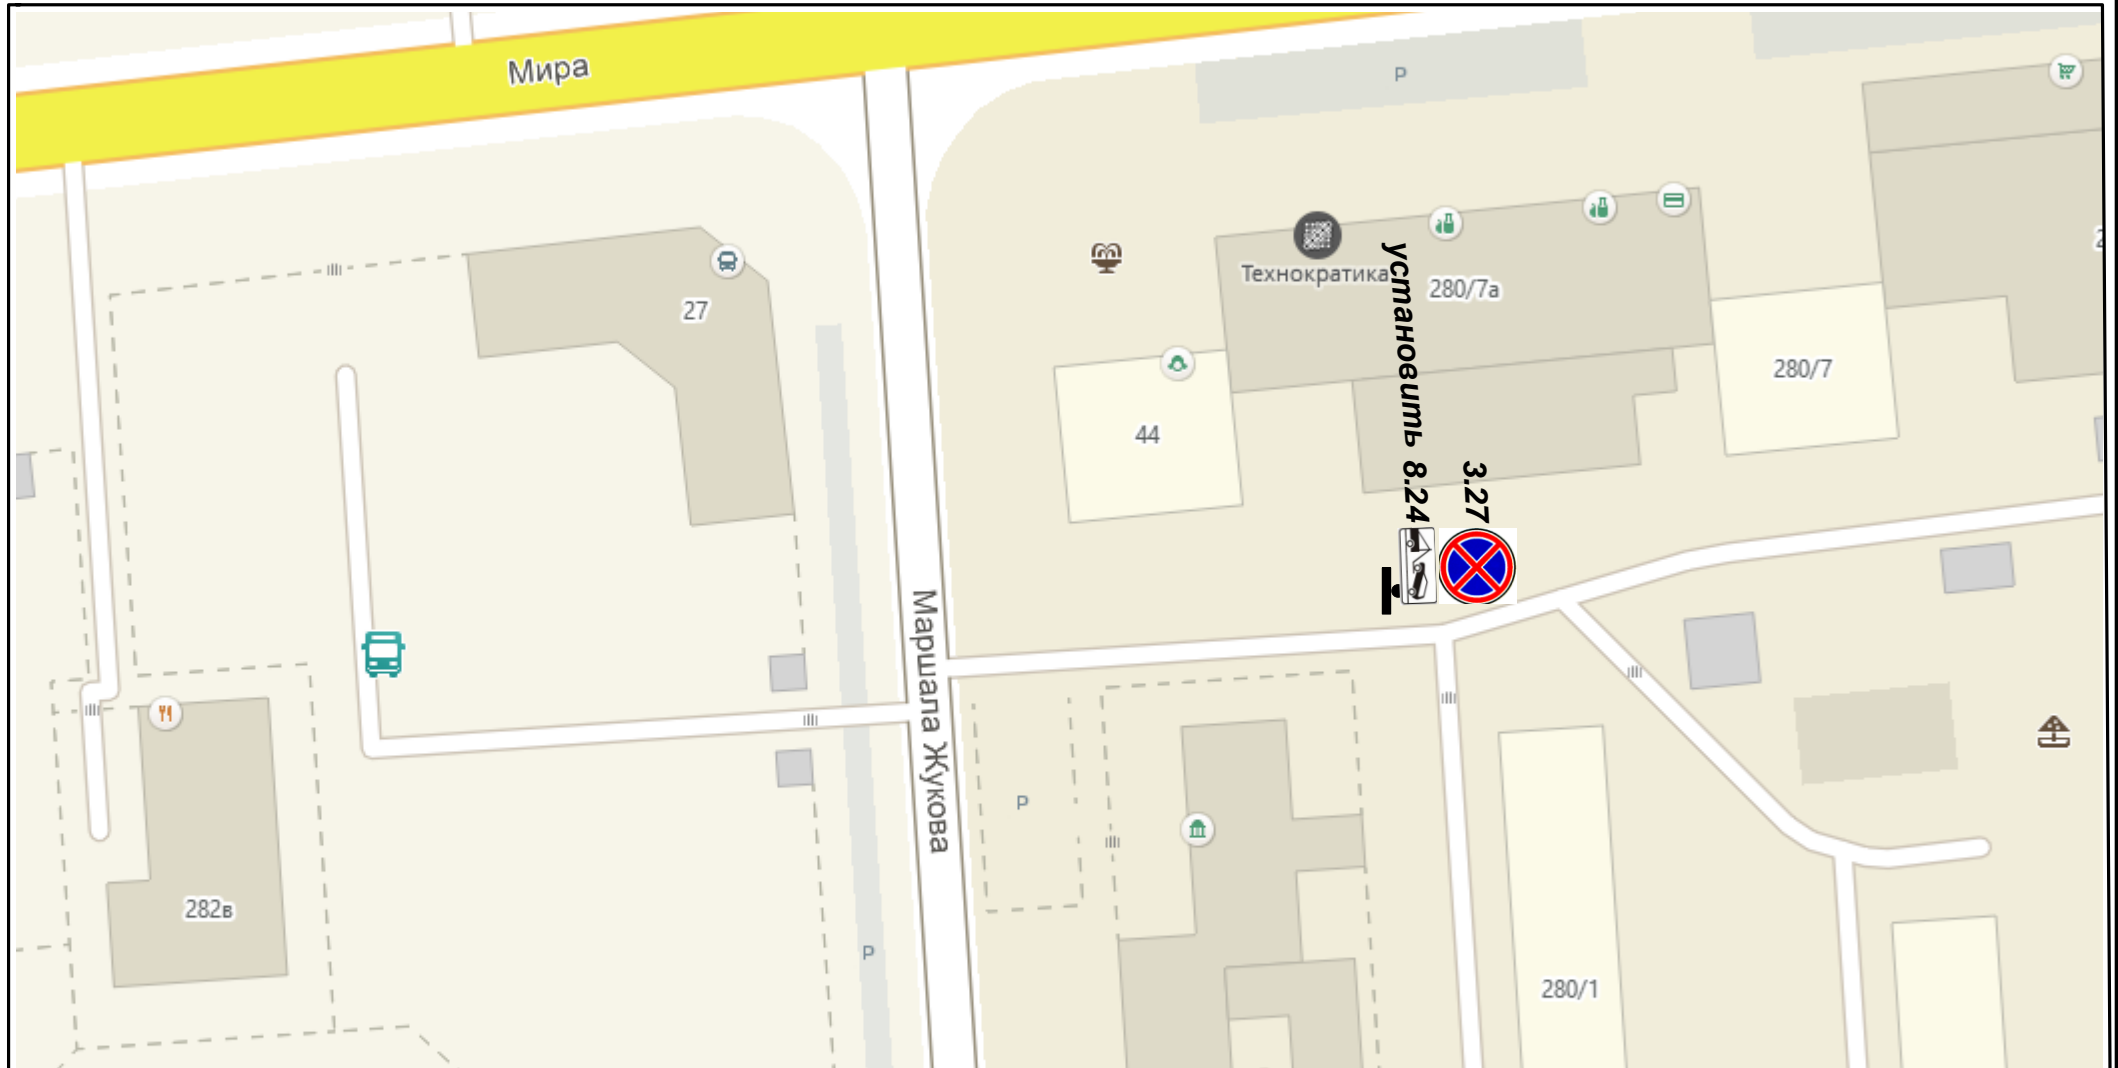 Мира
P
27
Технократика
280/7а
280/7
44
установить 8.24
3.27
Маршала Жукова
P
282в
P
280/1